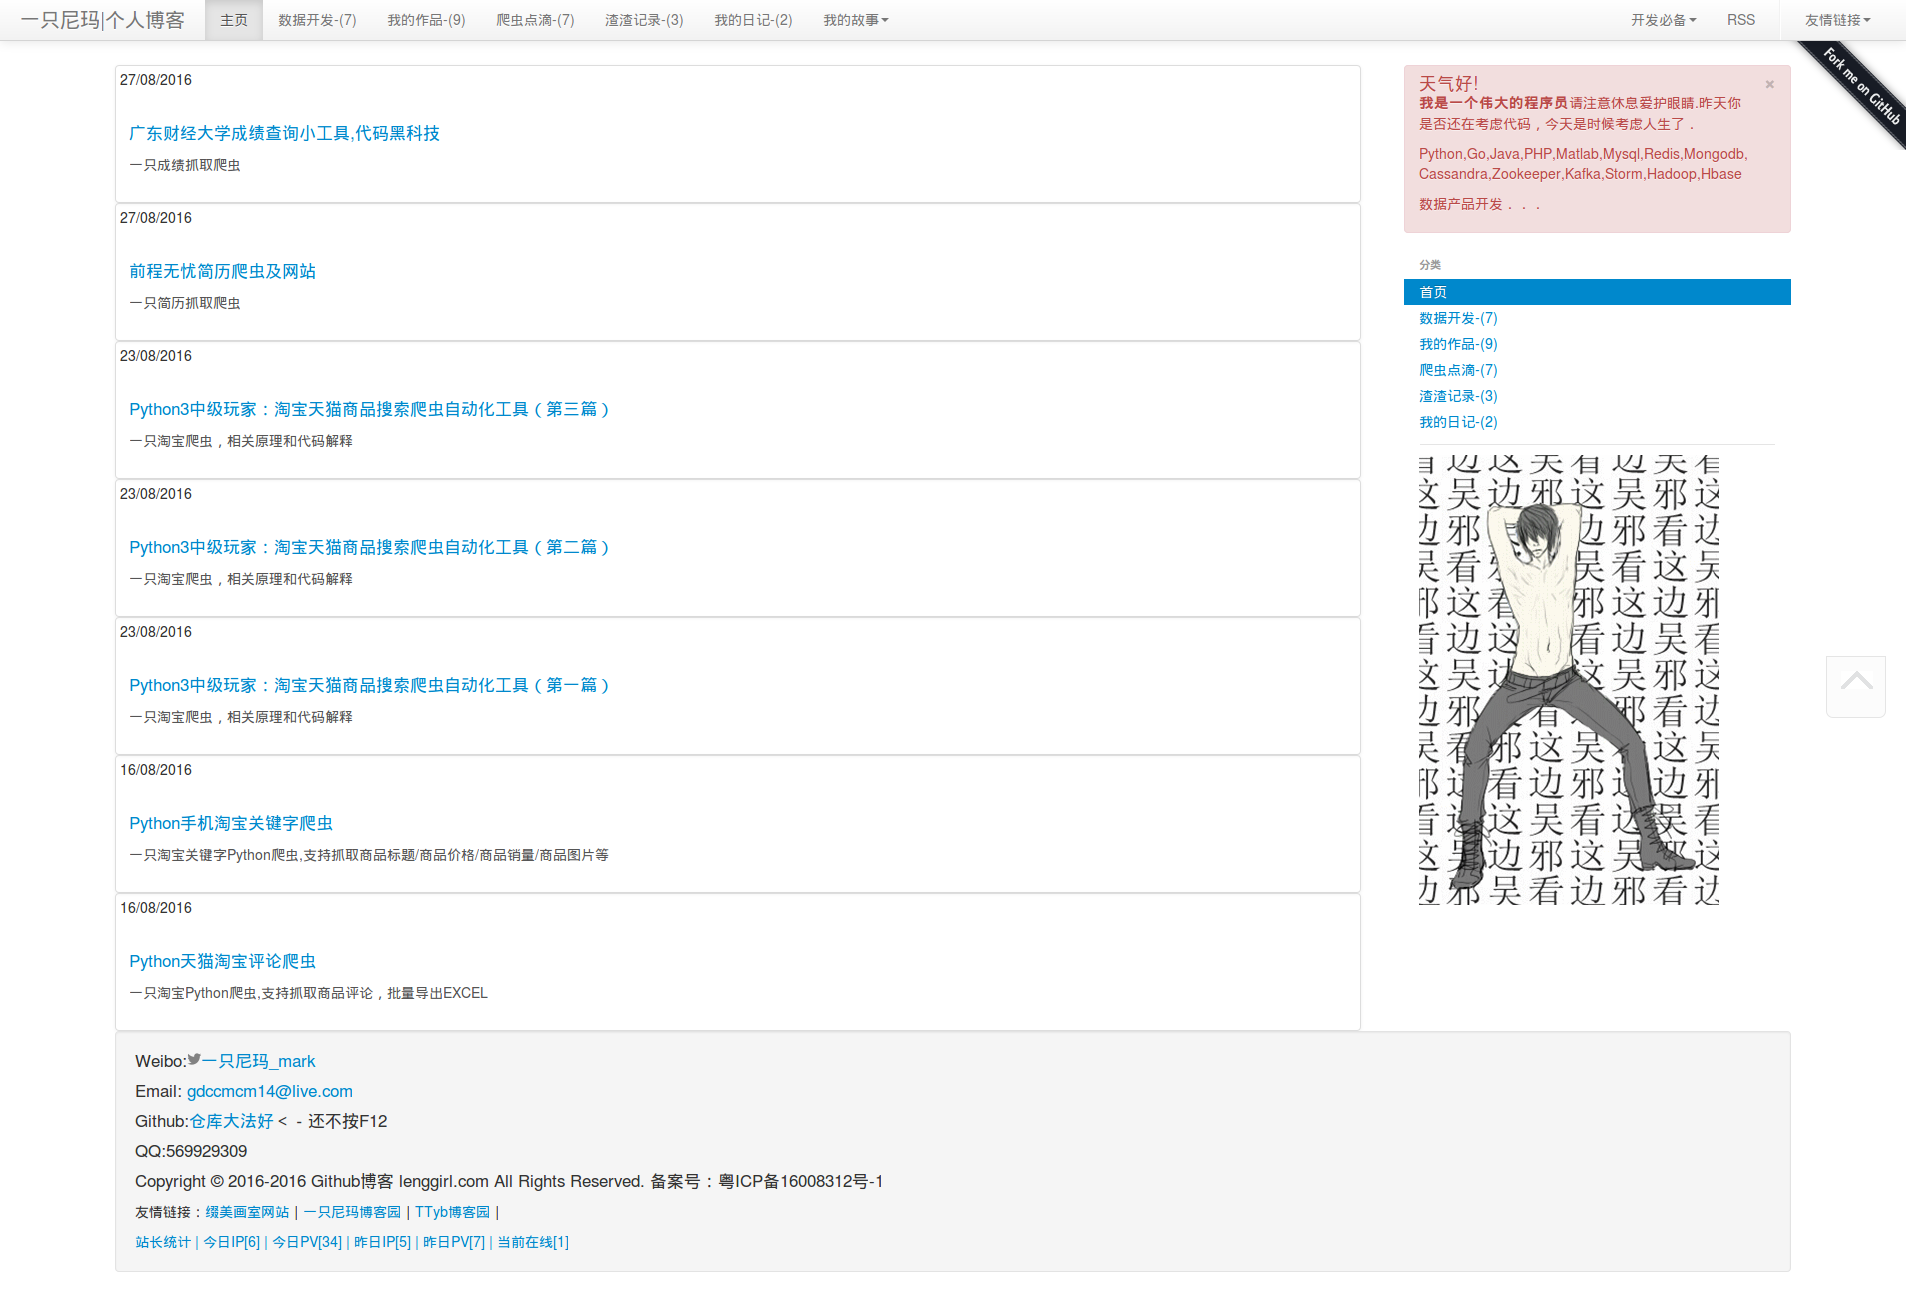 一只尼玛|个人博客 主页 数据开发-(7) 我的作品-(9) 爬虫点滴-(7) 渣渣记录-(3) 我的日记-(2) 我的故事 开发必备 RSS 友情链接
Fork me on GitHub
27/08/2016
广东财经大学成绩查询小工具,代码黑科技
一只成绩抓取爬虫
27/08/2016
前程无忧简历爬虫及网站
一只简历抓取爬虫
23/08/2016
Python3中级玩家：淘宝天猫商品搜索爬虫自动化工具（第三篇）
一只淘宝爬虫，相关原理和代码解释
23/08/2016
Python3中级玩家：淘宝天猫商品搜索爬虫自动化工具（第二篇）
一只淘宝爬虫，相关原理和代码解释
23/08/2016
Python3中级玩家：淘宝天猫商品搜索爬虫自动化工具（第一篇）
一只淘宝爬虫，相关原理和代码解释
16/08/2016
Python手机淘宝关键字爬虫
一只淘宝关键字Python爬虫,支持抓取商品标题/商品价格/商品销量/商品图片等
16/08/2016
Python天猫淘宝评论爬虫
一只淘宝Python爬虫,支持抓取商品评论，批量导出EXCEL
天气好! ×
我是一个伟大的程序员请注意休息爱护眼睛.昨天你
是否还在考虑代码，今天是时候考虑人生了．
Python,Go,Java,PHP,Matlab,Mysql,Redis,Mongodb,
Cassandra,Zookeeper,Kafka,Storm,Hadoop,Hbase
数据产品开发．．．
分类
首页
数据开发-(7)
我的作品-(9)
爬虫点滴-(7)
渣渣记录-(3)
我的日记-(2)
Weibo:一只尼玛_mark
Email: gdccmcm14@live.com
Github:仓库大法好 < - 还不按F12
QQ:569929309
Copyright © 2016-2016 Github博客 lenggirl.com All Rights Reserved. 备案号：粤ICP备16008312号-1
友情链接：缀美画室网站 | 一只尼玛博客园 | TTyb博客园 |
站长统计 | 今日IP[6] | 今日PV[34] | 昨日IP[5] | 昨日PV[7] | 当前在线[1]